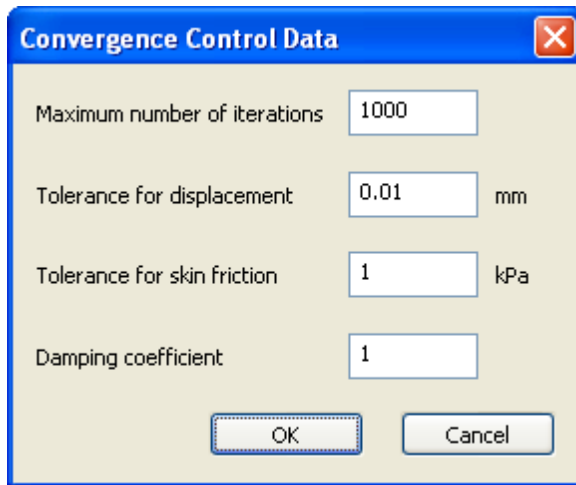 Convergence Control Data
Maximum number of iterations 1000
Tolerance for displacement 0.01 mm
Tolerance for skin friction 1 kPa
Damping coefficient 1
OK Cancel